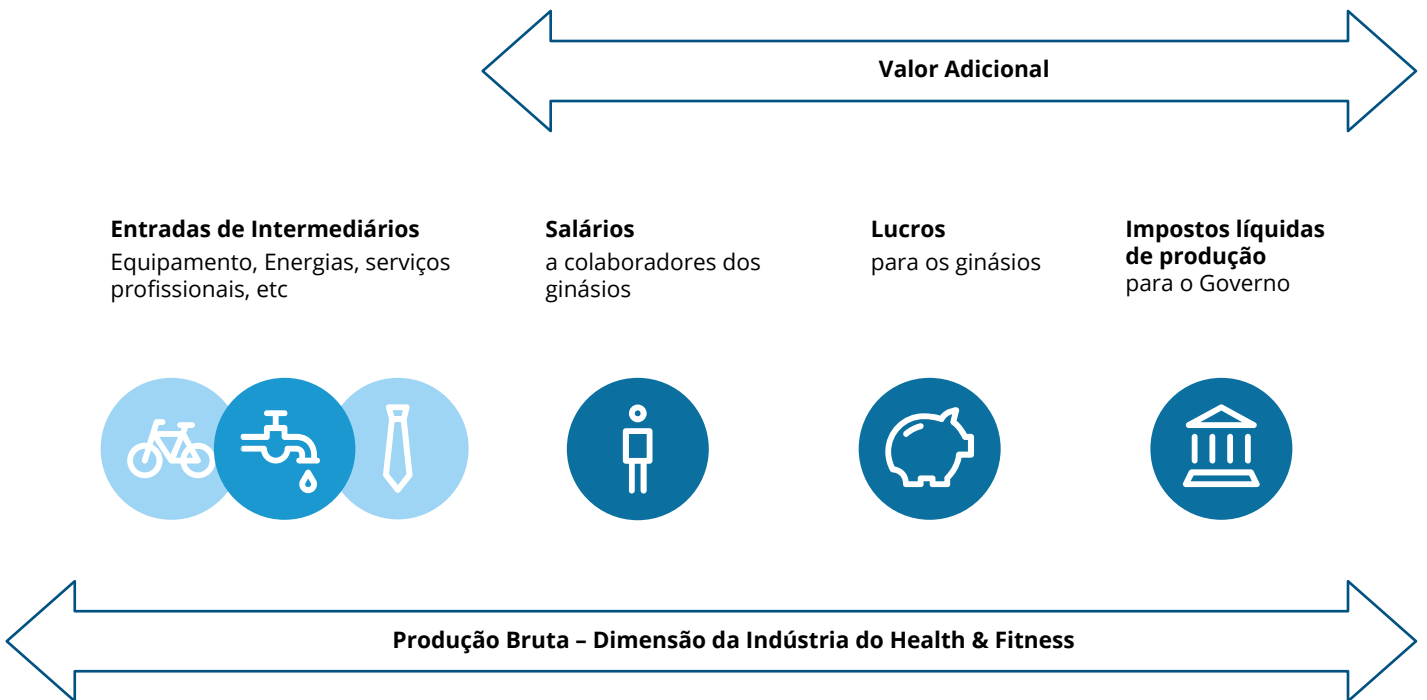 Valor Adicional
Entradas de Intermediários
Equipamento, Energias, serviços
profissionais, etc
Salários
a colaboradores dos
ginásios
Lucros
para os ginásios
Impostos líquidas
de produção
para o Governo
Produção Bruta – Dimensão da Indústria do Health & Fitness